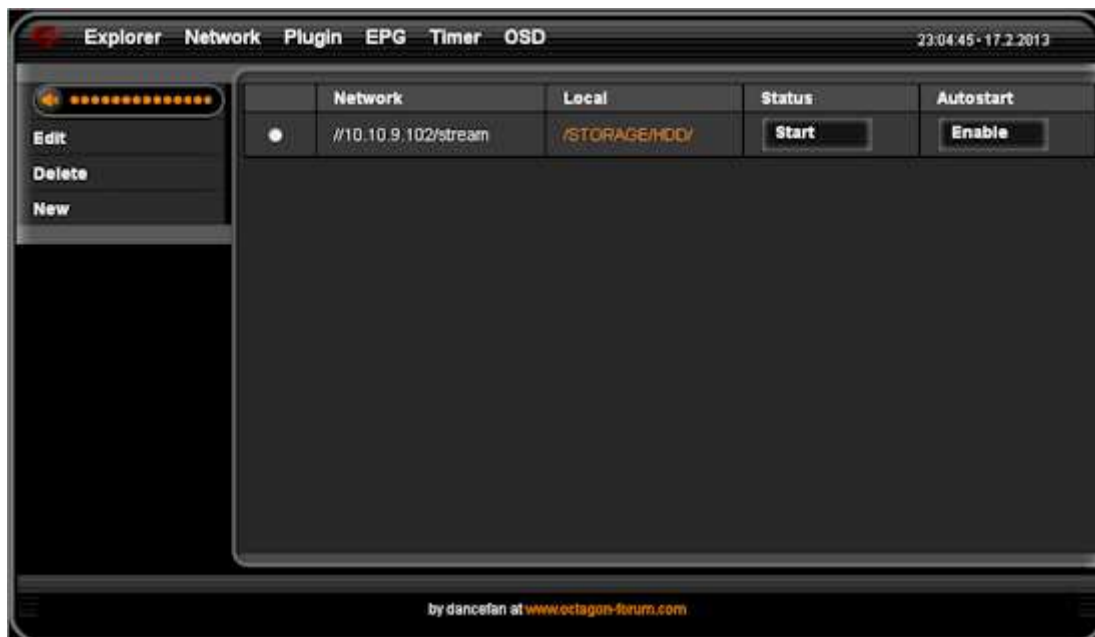 Explorer Network Plugin EPG Timer OSD
23:04:45 - 17.2.2013
Edit
Delete
New
Network Local Status Autostart
//10.10.9.102/stream /STORAGE/HDD/ Start Enable
by dancefan at www.octagon-forum.com